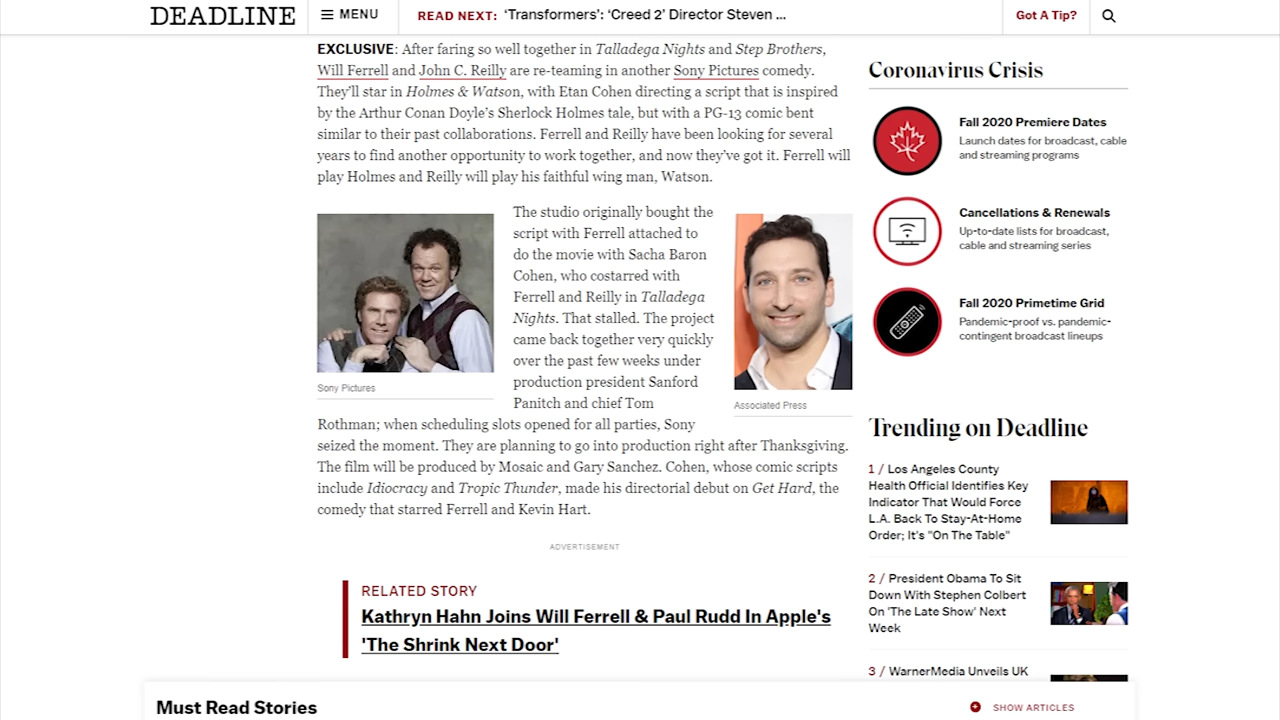 DEADLINE
MENU
READ NEXT: ‘Transformers’: ‘Creed 2’ Director Steven ...
Got A Tip?
EXCLUSIVE: After faring so well together in Talladega Nights and Step Brothers,
Will Ferrell and John C. Reilly are re-teaming in another Sony Pictures comedy.
They’ll star in Holmes & Watson, with Etan Cohen directing a script that is inspired
by the Arthur Conan Doyle’s Sherlock Holmes tale, but with a PG-13 comic bent
similar to their past collaborations. Ferrell and Reilly have been looking for several
years to find another opportunity to work together, and now they’ve got it. Ferrell will
play Holmes and Reilly will play his faithful wing man, Watson.
Sony Pictures
The studio originally bought the
script with Ferrell attached to
do the movie with Sacha Baron
Cohen, who costarred with
Ferrell and Reilly in Talladega
Nights. That stalled. The project
came back together very quickly
over the past few weeks under
production president Sanford
Panitch and chief Tom
Associated Press
Rothman; when scheduling slots opened for all parties, Sony
seized the moment. They are planning to go into production right after Thanksgiving.
The film will be produced by Mosaic and Gary Sanchez. Cohen, whose comic scripts
include Idiocracy and Tropic Thunder, made his directorial debut on Get Hard, the
comedy that starred Ferrell and Kevin Hart.
ADVERTISEMENT
RELATED STORY
Kathryn Hahn Joins Will Ferrell & Paul Rudd In Apple's
'The Shrink Next Door'
Coronavirus Crisis
Fall 2020 Premiere Dates
Launch dates for broadcast, cable
and streaming programs
Cancellations & Renewals
Up-to-date lists for broadcast,
cable and streaming series
Fall 2020 Primetime Grid
Pandemic-proof vs. pandemic-
contingent broadcast lineups
Trending on Deadline
1 / Los Angeles County
Health Official Identifies Key
Indicator That Would Force
L.A. Back To Stay-At-Home
Order; It's "On The Table"
2 / President Obama To Sit
Down With Stephen Colbert
On 'The Late Show' Next
Week
3 / WarnerMedia Unveils UK
Must Read Stories
SHOW ARTICLES